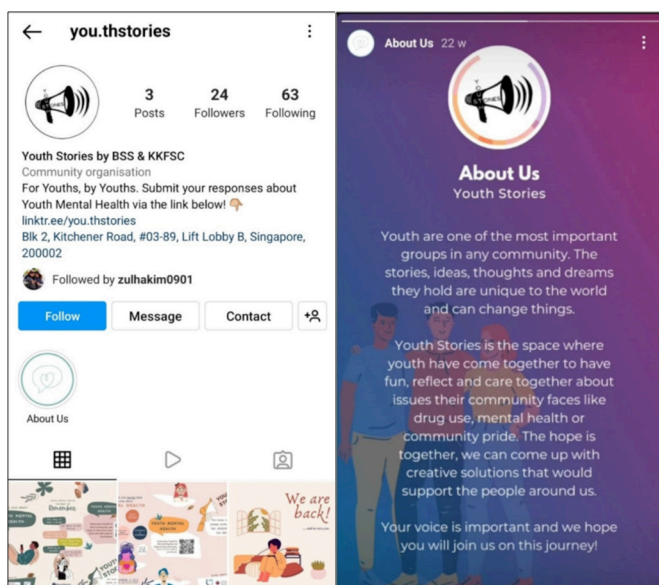 you.thstories
3
Posts
24
Followers
63
Following
Youth Stories by BSS & KKFSC
Community organisation
For Youths, by Youths. Submit your responses about
Youth Mental Health via the link below!
linktr.ee/you.thstories
Blk 2, Kitchener Road, #03-89, Lift Lobby B, Singapore,
200002
Followed by zulhakim0901
Follow
Message
Contact
About Us
Remember
YOUTH MENTAL
HEALTH
We are
back!
About Us 22 w
About Us
Youth Stories
Youth are one of the most important
groups in any community. The
stories, ideas, thoughts and dreams
they hold are unique to the world
and can change things.
Youth Stories is the space where
youth have come together to have
fun, reflect and care together about
issues their community faces like
drug use, mental health or
community pride. The hope is
together, we can come up with
creative solutions that would
support the people around us.
Your voice is important and we hope
you will join us on this journey!